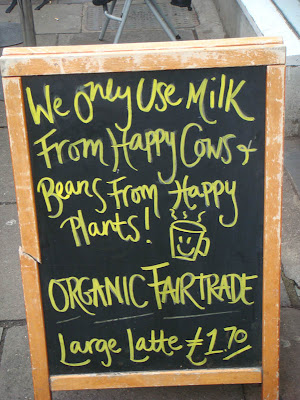 We only Use Milk
From Happy Cows +
Beans From Happy
Plants!
ORGANIC FAIRTRADE
Large Latte £1.70